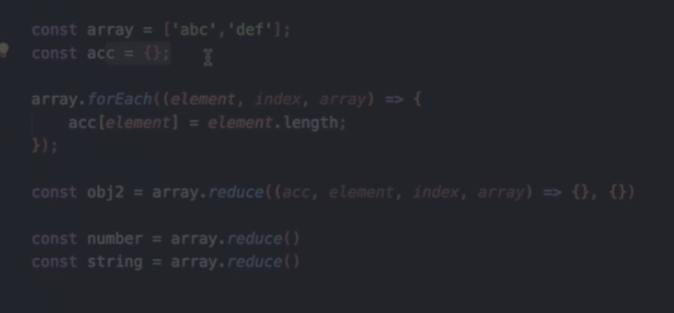 const array = ['abc','def'];
const acc = {};
array.forEach((element, index, array) => {
acc[element] = element.length;
});
const obj2 = array.reduce((acc, element, index, array) => {}, {})
const number = array.reduce()
const string = array.reduce()